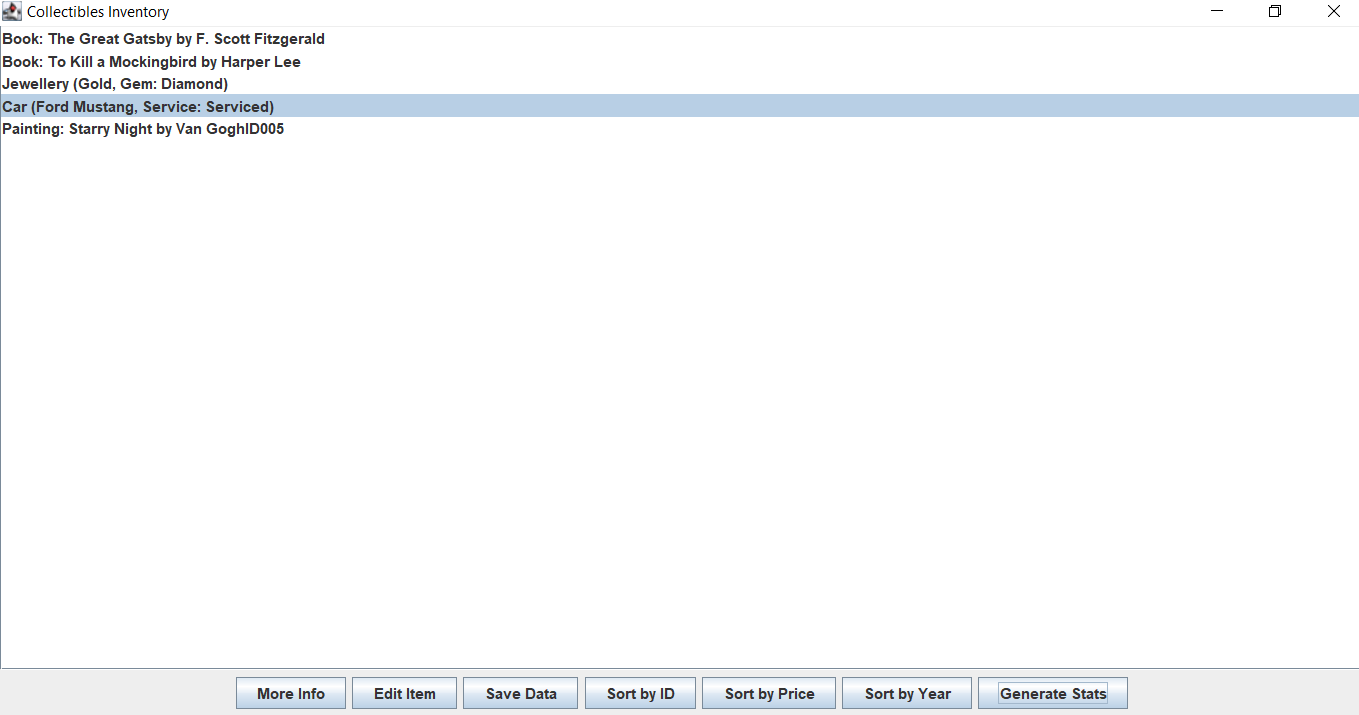 Collectibles Inventory
Book: The Great Gatsby by F. Scott Fitzgerald
Book: To Kill a Mockingbird by Harper Lee
Jewellery (Gold, Gem: Diamond)
Car (Ford Mustang, Service: Serviced)
Painting: Starry Night by Van GoghID005
More Info Edit Item Save Data Sort by ID Sort by Price Sort by Year Generate Stats